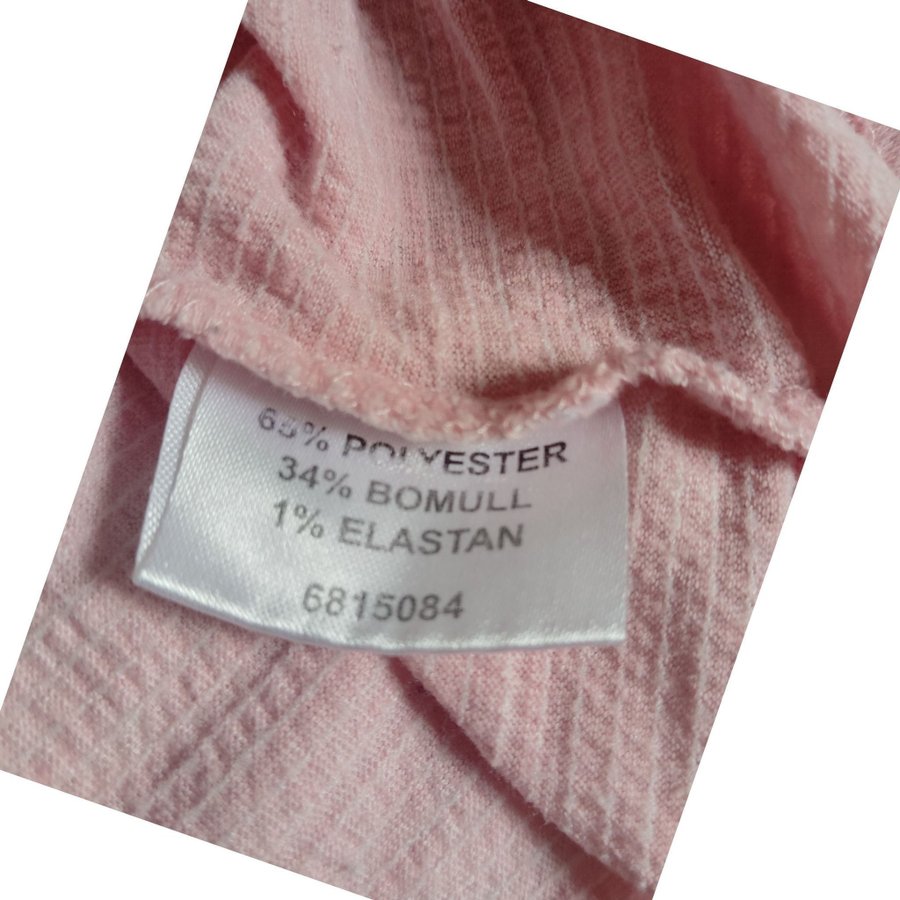 65% POLYESTER
34% BOMULL
1% ELASTAN
6815084